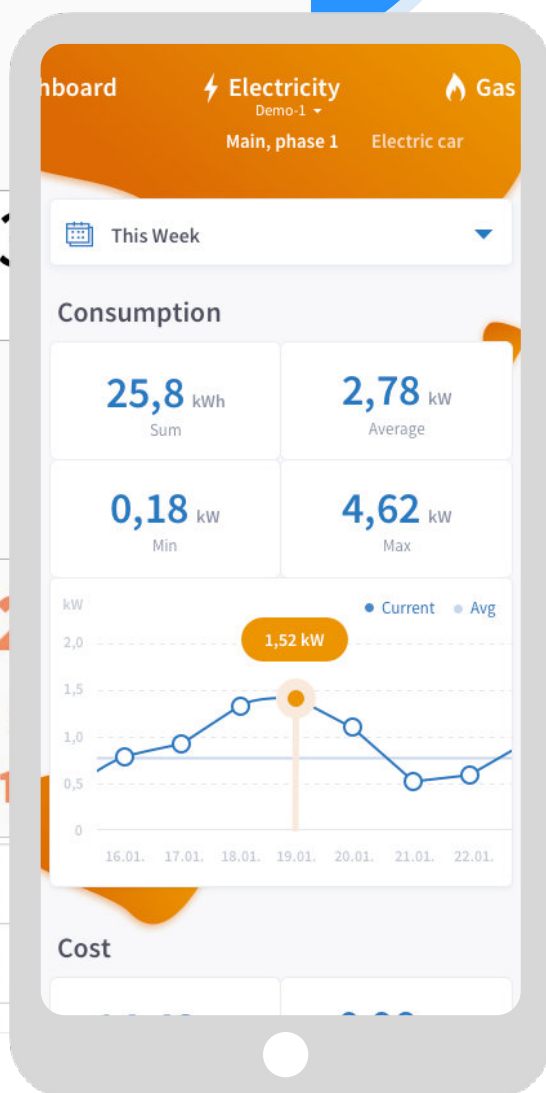 hboard Electricity Gas
Demo-1
Main, phase 1 Electric car
This Week
Consumption
25,8 kWh 2,78 kW
Sum Average
0,18 kW 4,62 kW
Min Max
kW Current Avg
1,52 kW
2,0
1,5
1,0
0,5
0
16.01. 17.01. 18.01. 19.01. 20.01. 21.01. 22.01.
Cost